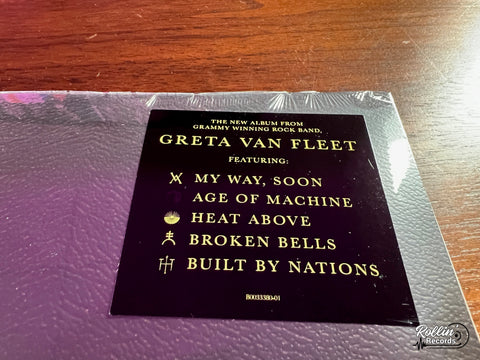 THE NEW ALBUM FROM
GRAMMY WINNING ROCK BAND,
GRETA VAN FLEET
FEATURING:
MY WAY, SOON
AGE OF MACHINE
HEAT ABOVE
BROKEN BELLS
BUILT BY NATIONS
B0033380-01
Rollin
Records